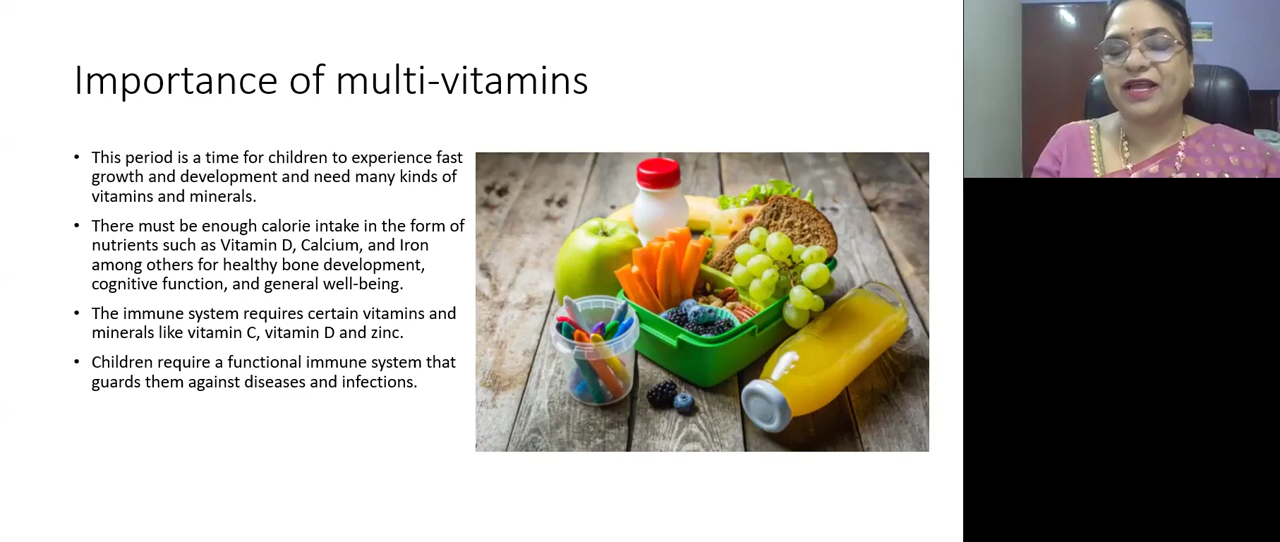 Importance of multi-vitamins
• This period is a time for children to experience fast
growth and development and need many kinds of
vitamins and minerals.
• There must be enough calorie intake in the form of
nutrients such as Vitamin D, Calcium, and Iron
among others for healthy bone development,
cognitive function, and general well-being.
• The immune system requires certain vitamins and
minerals like vitamin C, vitamin D and zinc.
• Children require a functional immune system that
guards them against diseases and infections.